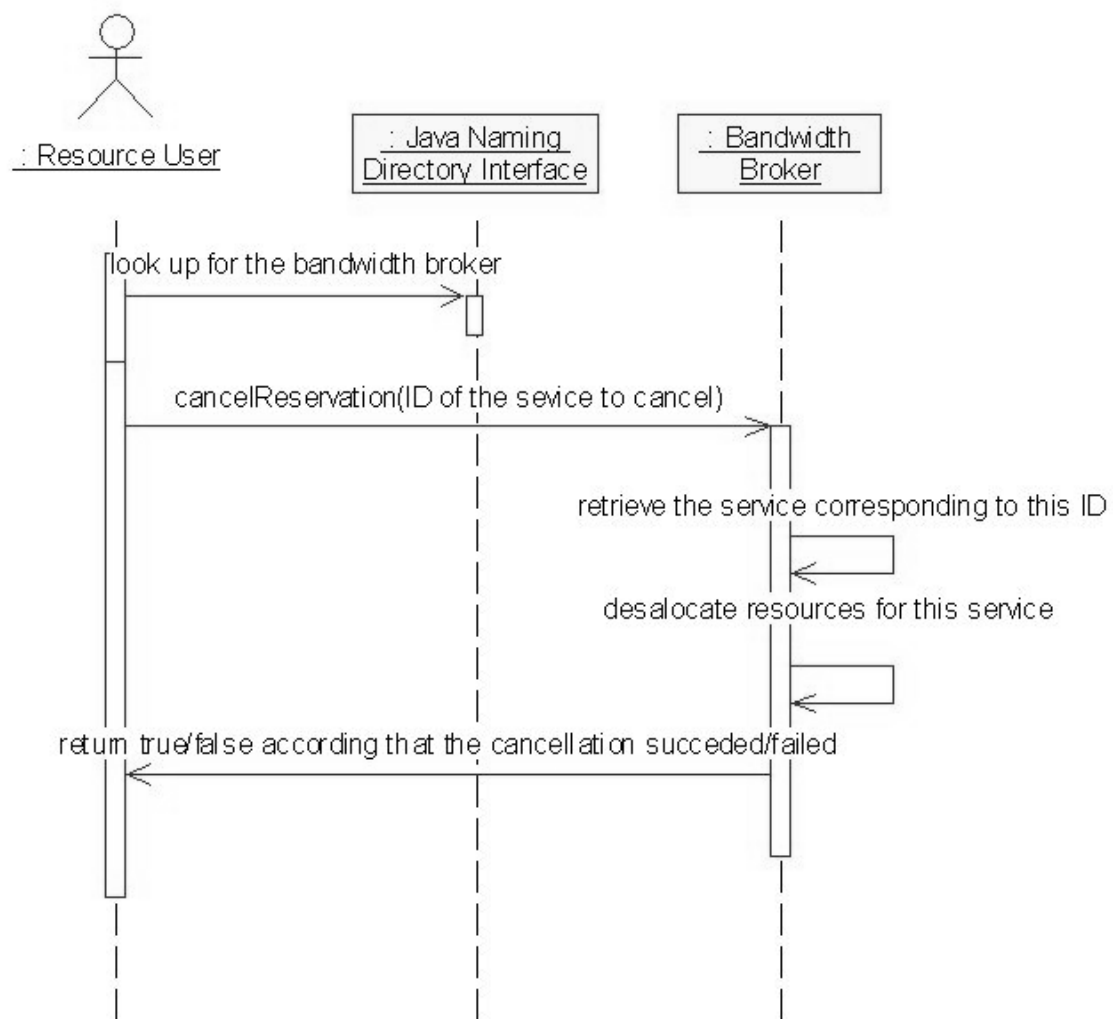 : Resource User
: Java Naming
Directory Interface
: Bandwidth
Broker
look up for the bandwidth broker
cancelReservation(ID of the sevice to cancel)
retrieve the service corresponding to this ID
desalocate resources for this service
return true/false according that the cancellation succeded/failed